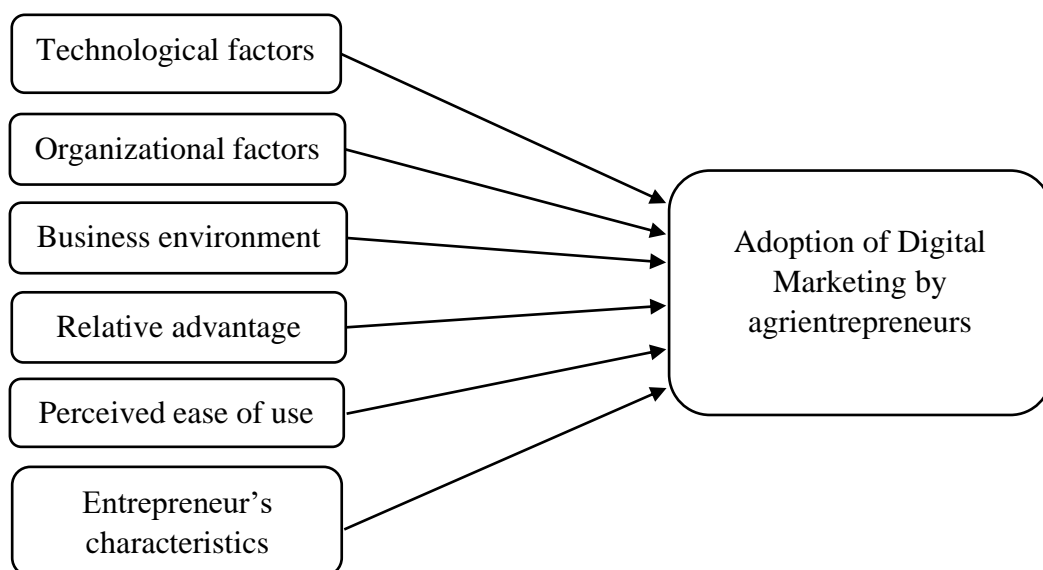 Technological factors
Organizational factors
Business environment
Relative advantage
Perceived ease of use
Entrepreneur’s
characteristics
Adoption of Digital
Marketing by
agrientrepreneurs